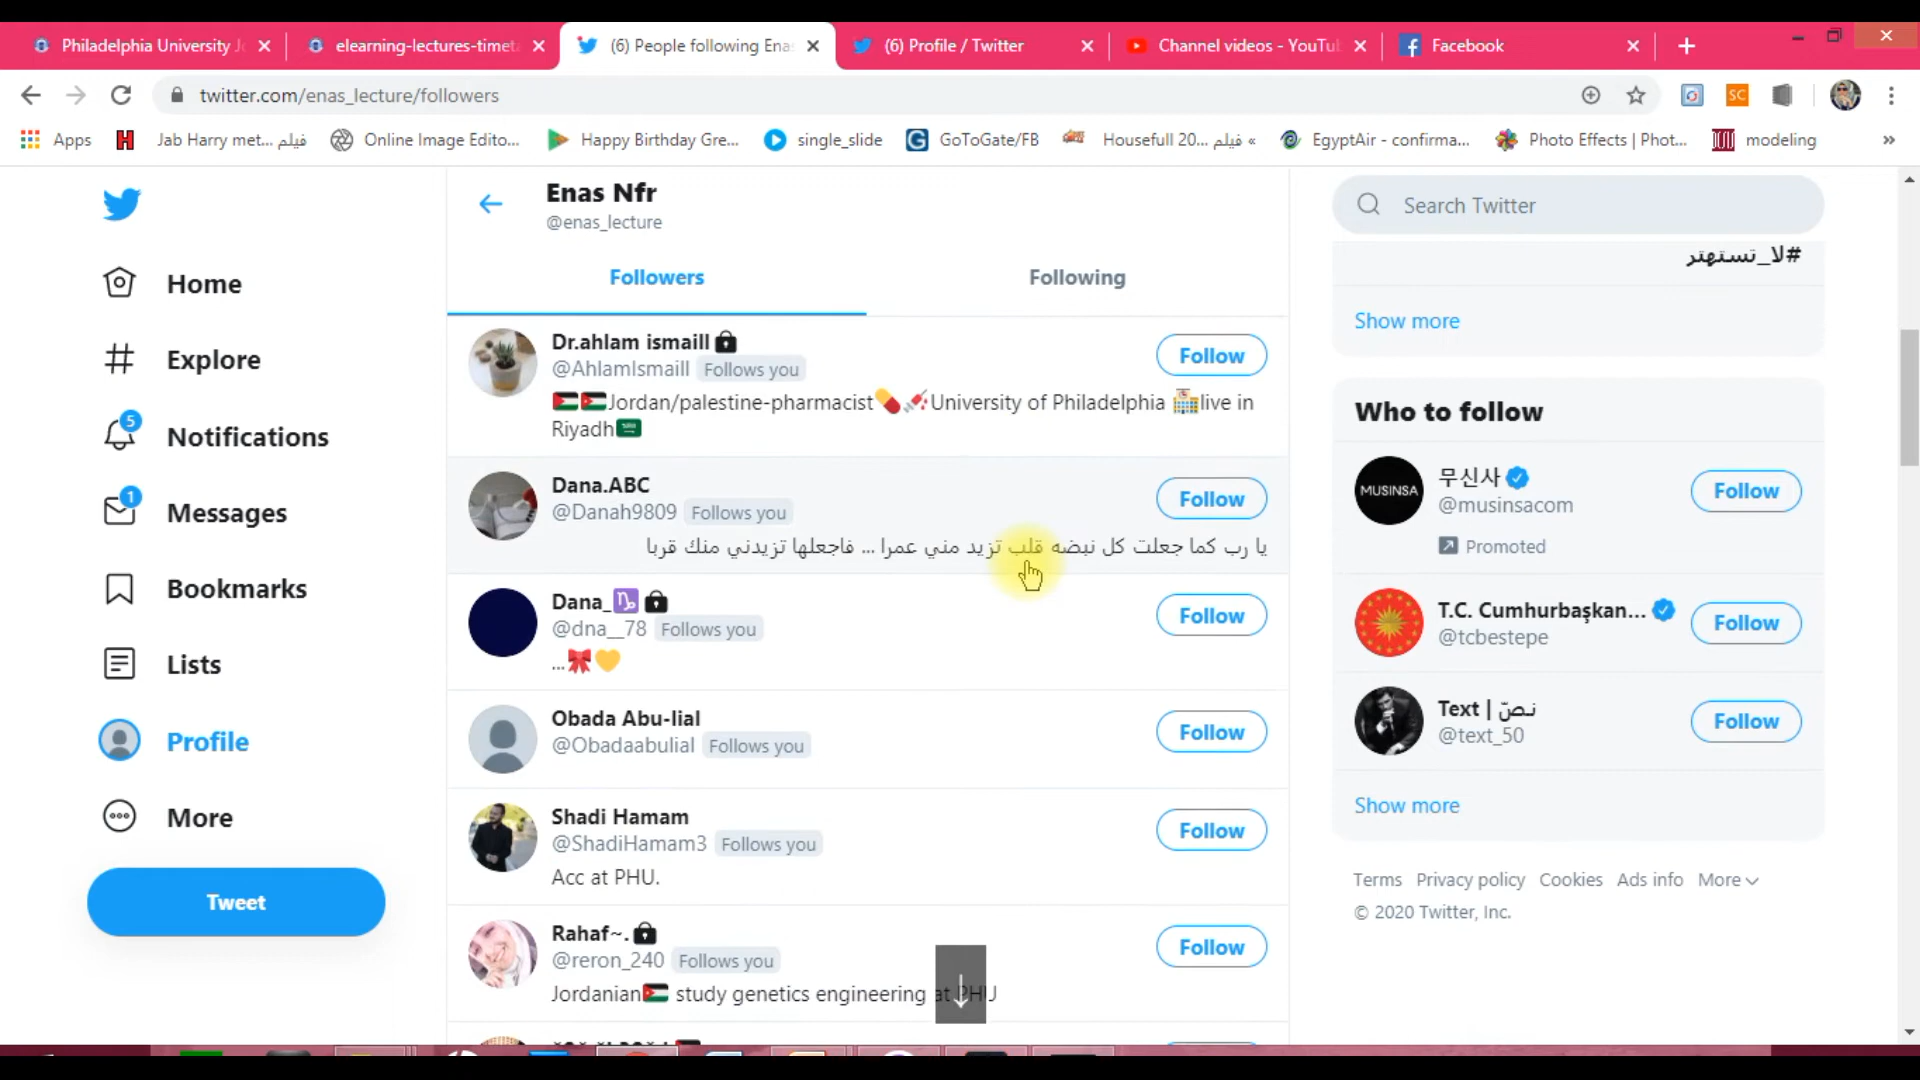 Philadelphia University J
elearning-lectures-timeta
(6) People following Ena
(6) Profile / Twitter
Channel videos - YouTu
Facebook
twitter.com/enas_lecture/followers
SC
Apps
Jab Harry met... فيلم
Online Image Edito...
Happy Birthday Gre...
single_slide
GoToGate/FB
Housefull 20... فيلم «
EgyptAir - confirma...
Photo Effects | Phot...
modeling
»
Home
Explore
5
Notifications
1
Messages
Bookmarks
Lists
Profile
More
Tweet
Enas Nfr
@enas_lecture
Followers
Following
Dr.ahlam ismaill
@AhlamIsmaill Follows you
Follow
🇵🇸🇯🇴Jordan/palestine-pharmacist💊💉University of Philadelphia 🏫live in
Riyadh🇸🇦
Dana.ABC
@Danah9809 Follows you
Follow
يا رب كما جعلت كل نبضه قلب تزيد مني عمرا ... فاجعلها تزيدني منك قربا
Dana_♑
@dna__78 Follows you
Follow
...🎀💛
Obada Abu-lial
@Obadaabulial Follows you
Follow
Shadi Hamam
@ShadiHamam3 Follows you
Follow
Acc at PHU.
Rahaf~.
@reron_240 Follows you
Follow
Jordanian🇯🇴 study genetics engineering at PHU
Search Twitter
#لا_تستهتر
Show more
Who to follow
MUSINSA
무신사
@musinsacom
Follow
Promoted
T.C. Cumhurbaşkan...
@tcbestepe
Follow
Text | نـصّ
@text_50
Follow
Show more
Terms Privacy policy Cookies Ads info More
© 2020 Twitter, Inc.